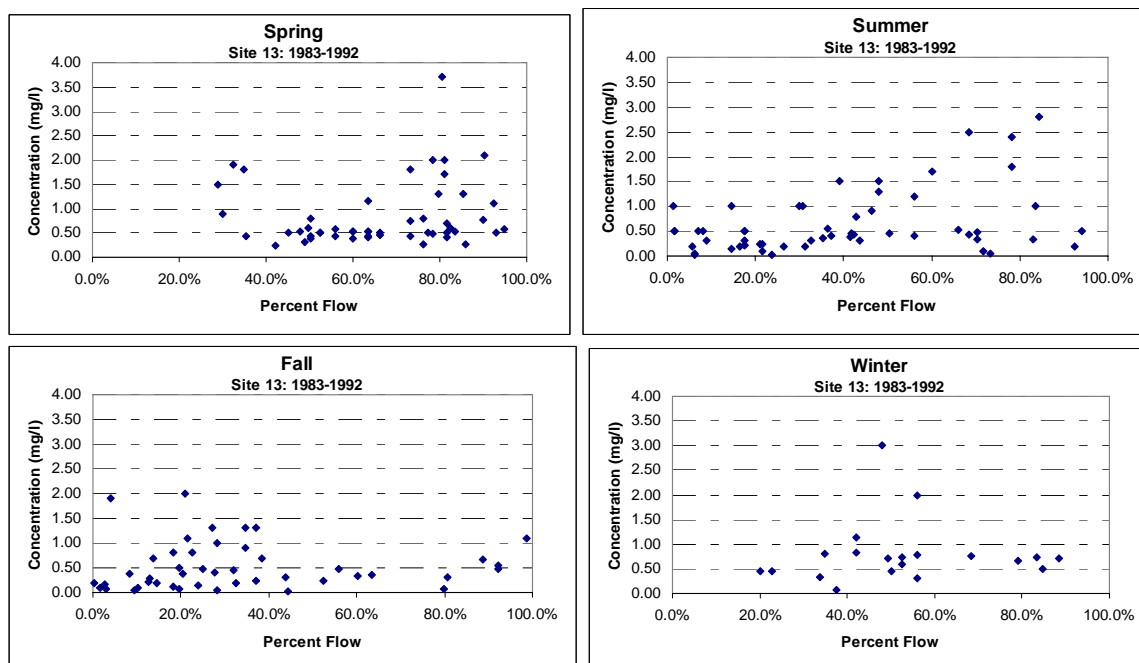 Spring
Site 13: 1983-1992
Concentration (mg/l)
4.00
3.50
3.00
2.50
2.00
1.50
1.00
0.50
0.00
0.0% 20.0% 40.0% 60.0% 80.0% 100.0%
Percent Flow
Summer
Site 13: 1983-1992
Concentration (mg/l)
4.00
3.50
3.00
2.50
2.00
1.50
1.00
0.50
0.00
0.0% 20.0% 40.0% 60.0% 80.0% 100.0%
Percent Flow
Fall
Site 13: 1983-1992
Concentration (mg/l)
4.00
3.50
3.00
2.50
2.00
1.50
1.00
0.50
0.00
0.0% 20.0% 40.0% 60.0% 80.0% 100.0%
Percent Flow
Winter
Site 13: 1983-1992
Concentration (mg/l)
4.00
3.50
3.00
2.50
2.00
1.50
1.00
0.50
0.00
0.0% 20.0% 40.0% 60.0% 80.0% 100.0%
Percent Flow